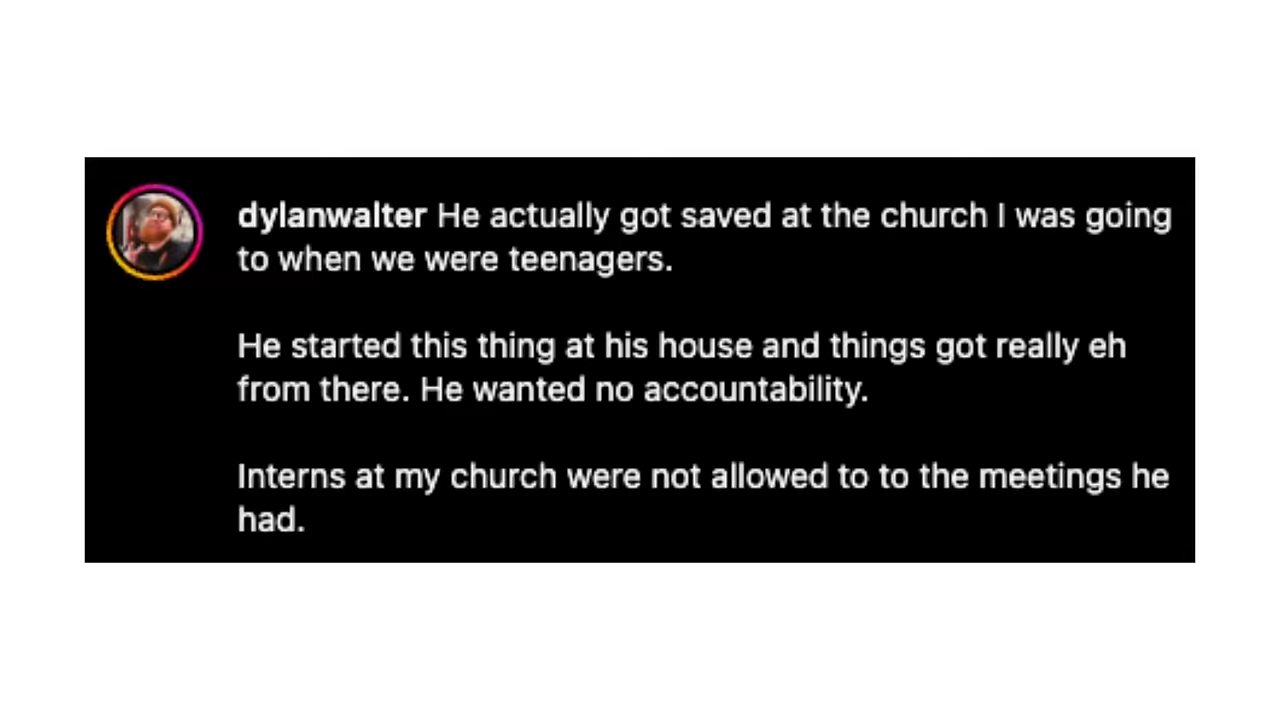 dylanwalter He actually got saved at the church I was going
to when we were teenagers.
He started this thing at his house and things got really eh
from there. He wanted no accountability.
Interns at my church were not allowed to to the meetings he
had.